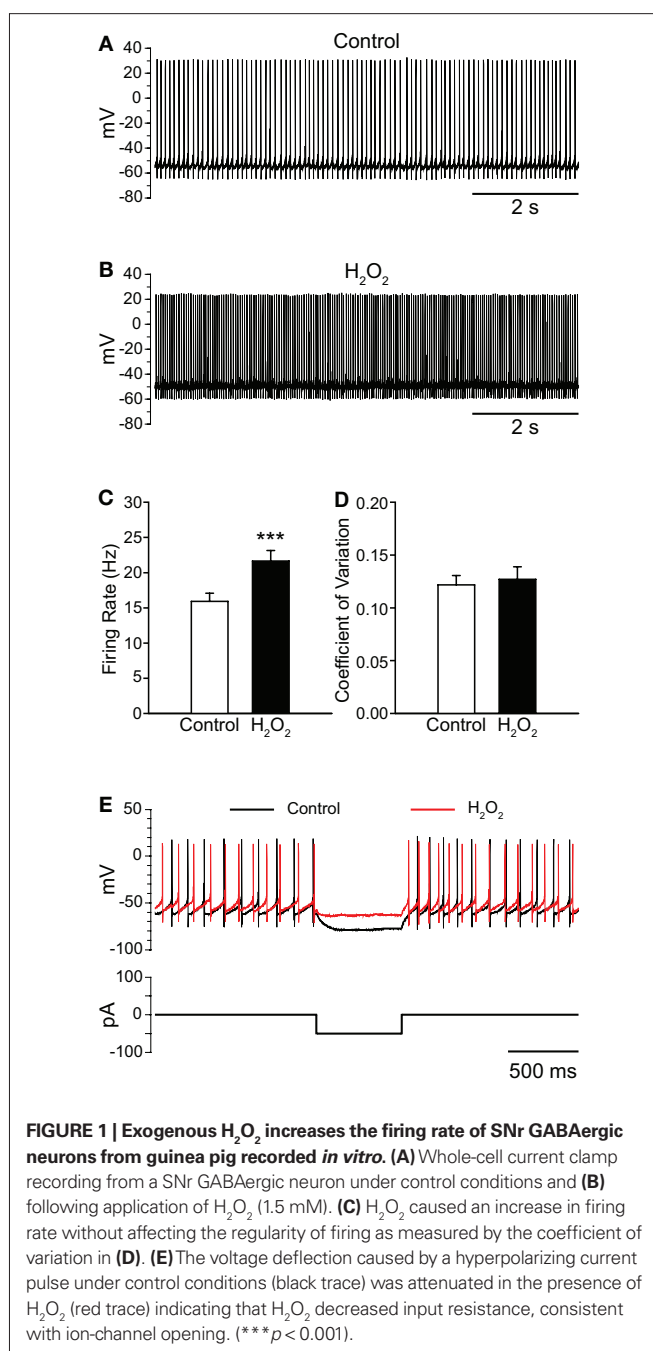 A
Control
40
20
0
-20
-40
-60
-80
mV
2 s
B
H₂O₂
40
20
0
-20
-40
-60
-80
mV
2 s
C
30
25
20
15
10
5
0
Firing Rate (Hz)
***
Control H₂O₂
D
0.20
0.15
0.10
0.05
0.00
Coefficient of Variation
Control H₂O₂
E
Control
H₂O₂
50
0
-50
-100
mV
100
0
-100
pA
500 ms
FIGURE 1 | Exogenous H₂O₂ increases the firing rate of SNr GABAergic
neurons from guinea pig recorded in vitro. (A) Whole-cell current clamp
recording from a SNr GABAergic neuron under control conditions and (B)
following application of H₂O₂ (1.5 mM). (C) H₂O₂ caused an increase in firing
rate without affecting the regularity of firing as measured by the coefficient of
variation in (D). (E) The voltage deflection caused by a hyperpolarizing current
pulse under control conditions (black trace) was attenuated in the presence of
H₂O₂ (red trace) indicating that H₂O₂ decreased input resistance, consistent
with ion-channel opening. (***p < 0.001).